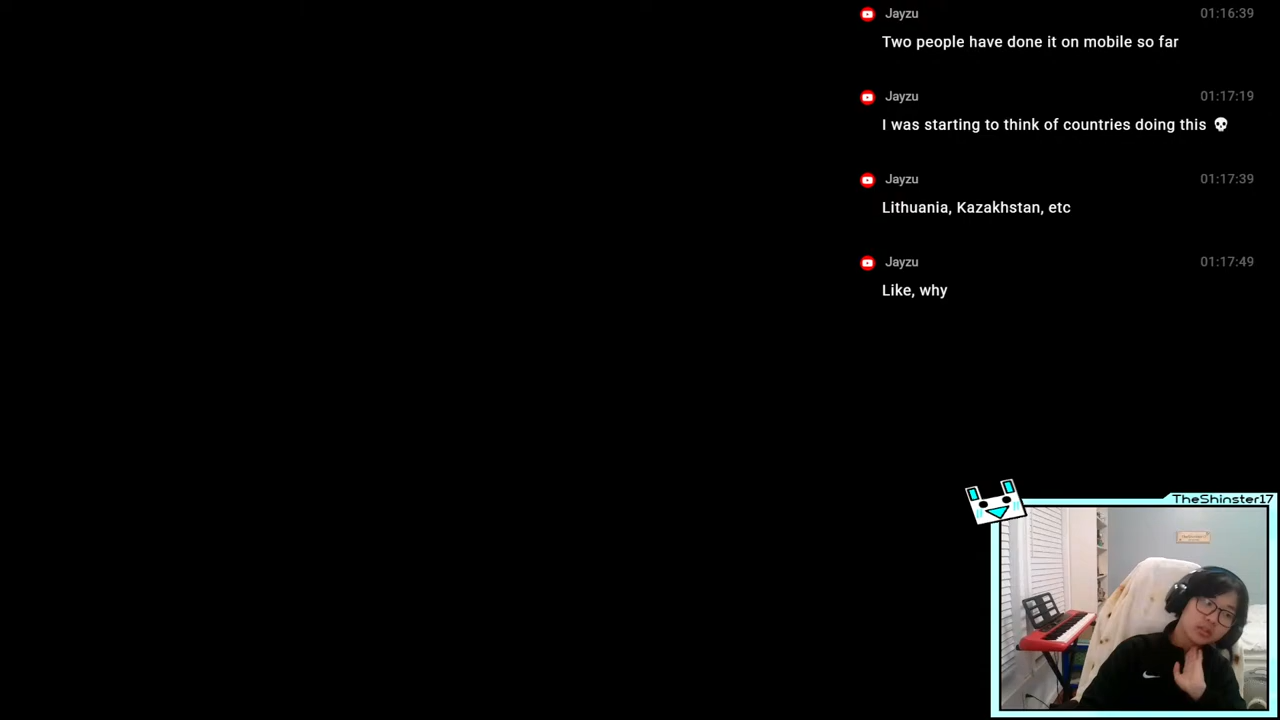 Jayzu 01:16:39
Two people have done it on mobile so far
Jayzu 01:17:19
I was starting to think of countries doing this 💀
Jayzu 01:17:39
Lithuania, Kazakhstan, etc
Jayzu 01:17:49
Like, why
TheShinster17